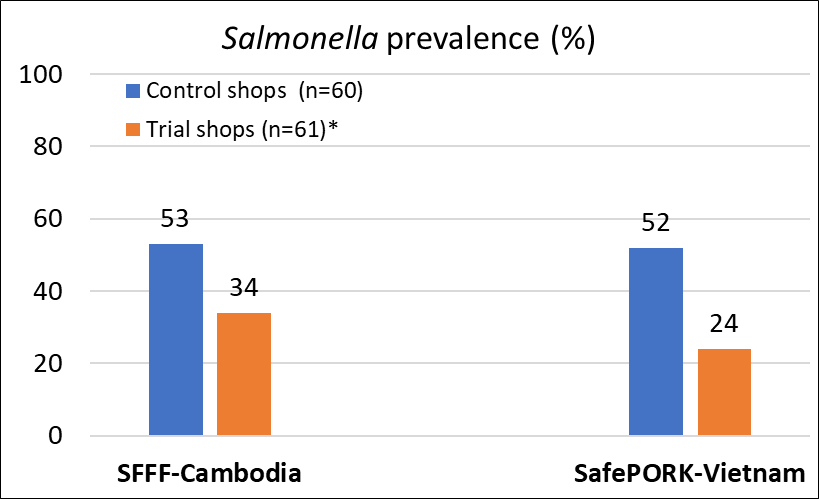 Salmonella prevalence (%)
100
Control shops  (n=60)
Trial shops (n=61)*
80
60
53
52
40
34
24
20
0
SFFF-Cambodia
SafePORK-Vietnam